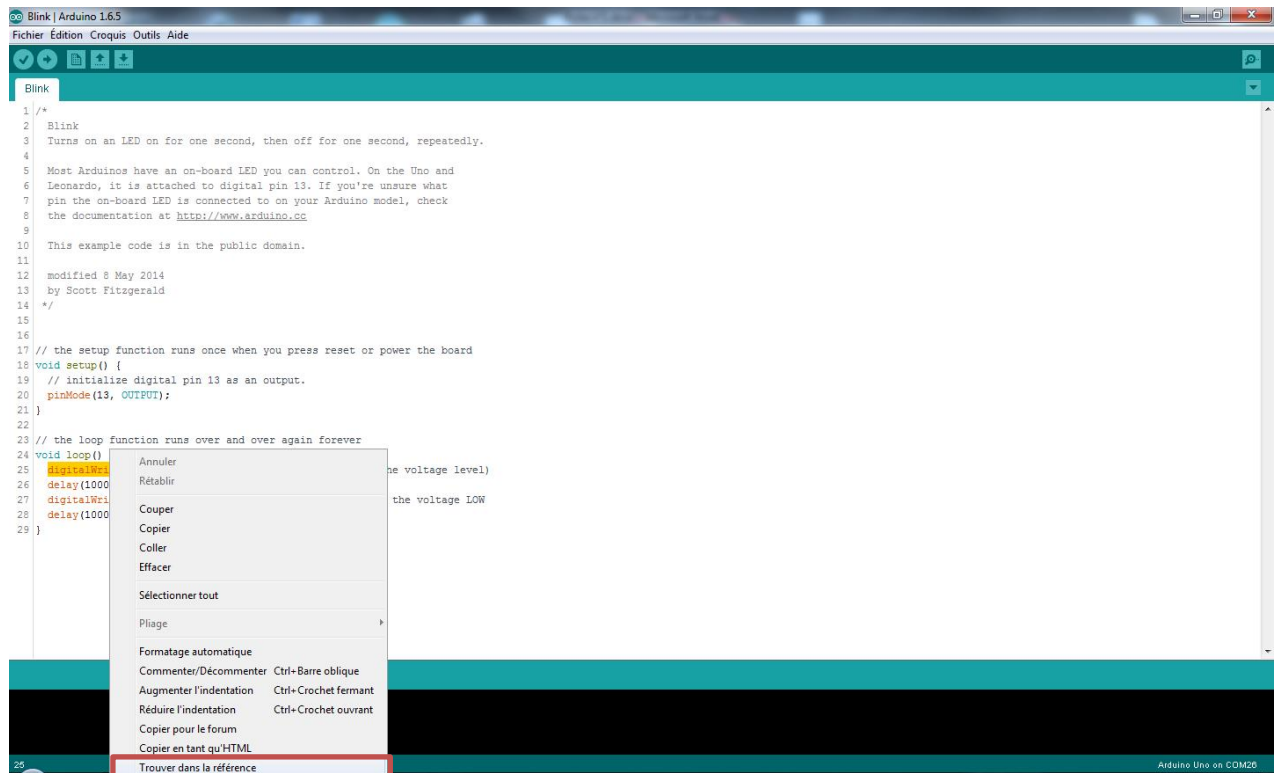 Blink | Arduino 1.6.5
Fichier Édition Croquis Outils Aide
Blink
1 /*
2 Blink
3 Turns on an LED on for one second, then off for one second, repeatedly.
4
5 Most Arduinos have an on-board LED you can control. On the Uno and
6 Leonardo, it is attached to digital pin 13. If you're unsure what
7 pin the on-board LED is connected to on your Arduino model, check
8 the documentation at http://www.arduino.cc
9
10 This example code is in the public domain.
11
12 modified 8 May 2014
13 by Scott Fitzgerald
14 */
15
16
17 // the setup function runs once when you press reset or power the board
18 void setup() {
19 // initialize digital pin 13 as an output.
20 pinMode(13, OUTPUT);
21 }
22
23 // the loop function runs over and over again forever
24 void loop()
25 digitalWri he voltage level)
26 delay(1000
27 digitalWri the voltage LOW
28 delay(1000
29 }
Annuler
Rétablir
Couper
Copier
Coller
Effacer
Sélectionner tout
Pliage
Formatage automatique
Commenter/Décommenter Ctrl+Barre oblique
Augmenter l'indentation Ctrl+Crochet fermant
Réduire l'indentation Ctrl+Crochet ouvrant
Copier pour le forum
Copier en tant qu'HTML
Trouver dans la référence
25 Arduino Uno on COM26